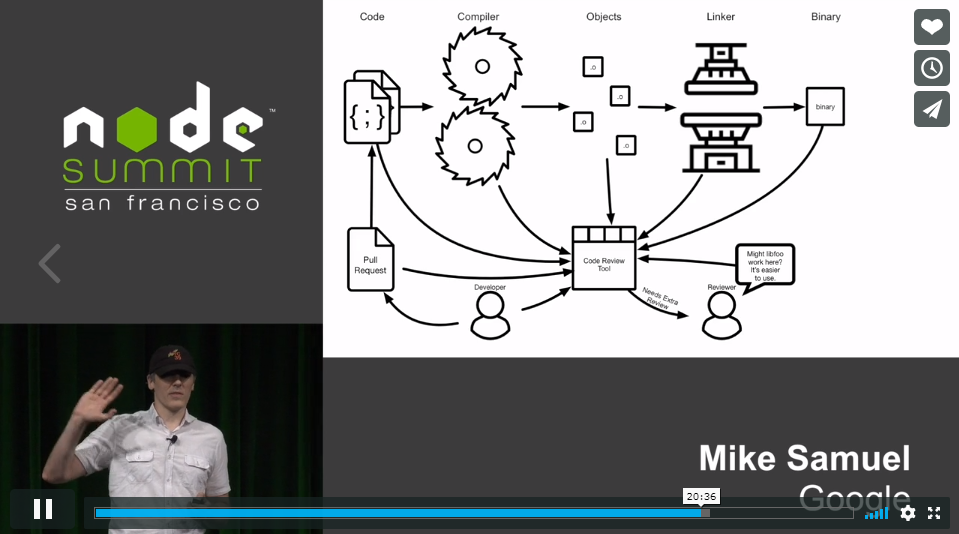 node™
SUMMIT
san francisco
Code
Compiler
Objects
Linker
Binary
{ ; }
.o
.o
.o
.o
binary
Pull
Request
Code Review
Tool
Developer
Needs Extra
Review
Reviewer
Might libfoo
work here?
It's easier
to use.
Mike Samuel
Google
20:36